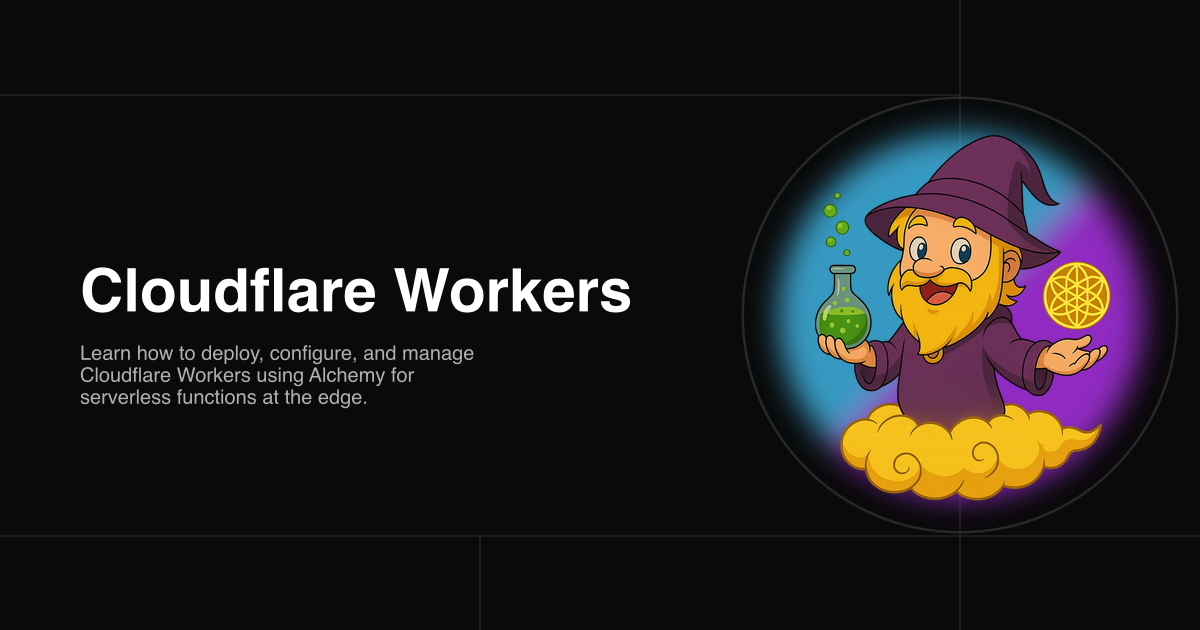 Cloudflare Workers
Learn how to deploy, configure, and manage
Cloudflare Workers using Alchemy for
serverless functions at the edge.